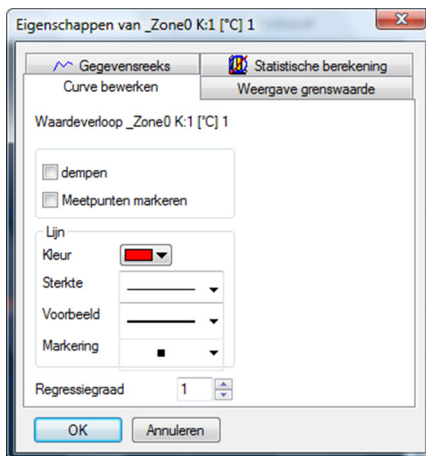 Eigenschappen van _Zone0 K:1 [°C] 1
Gegevensreeks
Statistische berekening
Curve bewerken
Weergave grenswaarde
Waardeverloop _Zone0 K:1 [°C] 1
dempen
Meetpunten markeren
Lijn
Kleur
Sterkte
Voorbeeld
Markering
Regressiegraad 1
OK
Annuleren